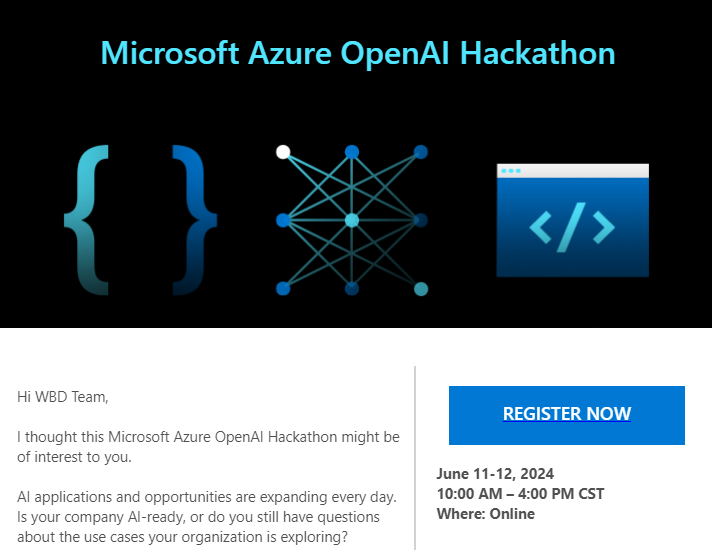 Microsoft Azure OpenAI Hackathon
{ }
</>
Hi WBD Team,
I thought this Microsoft Azure OpenAI Hackathon might be
of interest to you.
AI applications and opportunities are expanding every day.
Is your company AI-ready, or do you still have questions
about the use cases your organization is exploring?
REGISTER NOW
June 11-12, 2024
10:00 AM – 4:00 PM CST
Where: Online